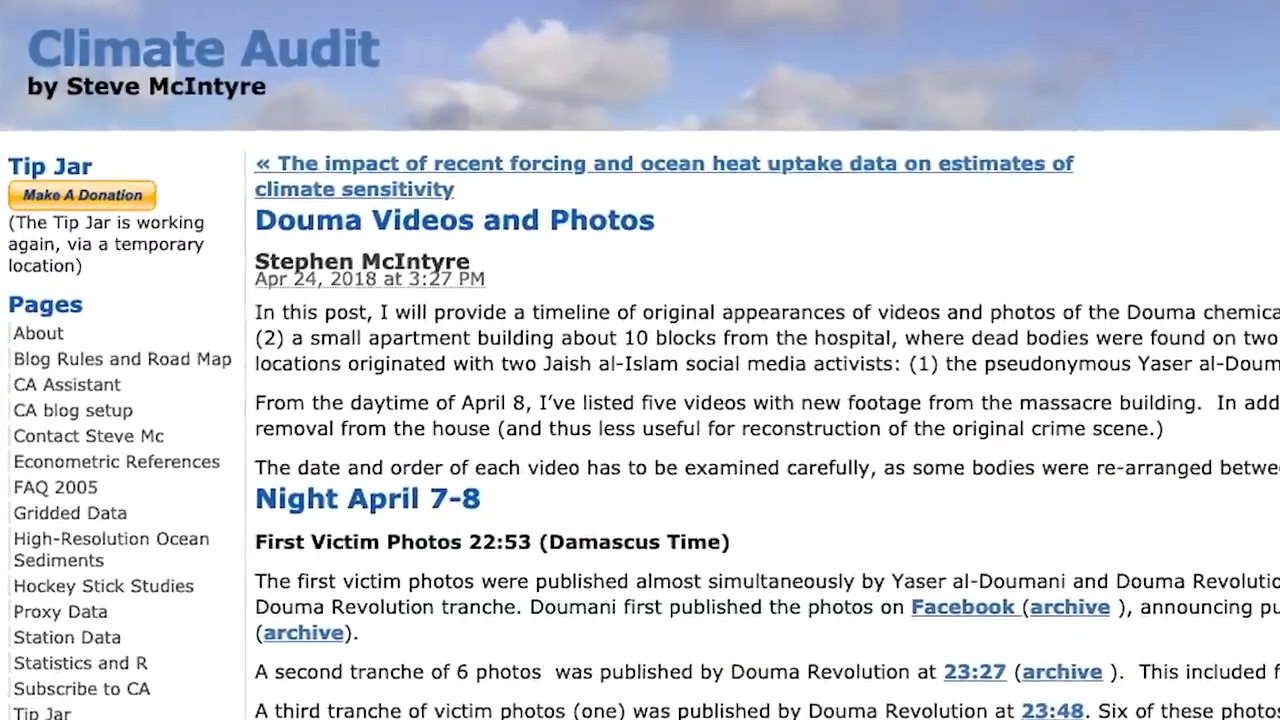 Climate Audit
by Steve McIntyre
Tip Jar
Make A Donation
(The Tip Jar is working
again, via a temporary
location)
Pages
About
Blog Rules and Road Map
CA Assistant
CA blog setup
Contact Steve Mc
Econometric References
FAQ 2005
Gridded Data
High-Resolution Ocean
Sediments
Hockey Stick Studies
Proxy Data
Station Data
Statistics and R
Subscribe to CA
Tip Jar
« The impact of recent forcing and ocean heat uptake data on estimates of
climate sensitivity
Douma Videos and Photos
Stephen McIntyre
Apr 24, 2018 at 3:27 PM
In this post, I will provide a timeline of original appearances of videos and photos of the Douma chemica
(2) a small apartment building about 10 blocks from the hospital, where dead bodies were found on two
locations originated with two Jaish al-Islam social media activists: (1) the pseudonymous Yaser al-Doum
From the daytime of April 8, I've listed five videos with new footage from the massacre building. In add
removal from the house (and thus less useful for reconstruction of the original crime scene.)
The date and order of each video has to be examined carefully, as some bodies were re-arranged betwe
Night April 7-8
First Victim Photos 22:53 (Damascus Time)
The first victim photos were published almost simultaneously by Yaser al-Doumani and Douma Revolutio
Douma Revolution tranche. Doumani first published the photos on Facebook (archive ), announcing pu
(archive).
A second tranche of 6 photos was published by Douma Revolution at 23:27 (archive ). This included f
A third tranche of victim photos (one) was published by Douma Revolution at 23:48. Six of these photo